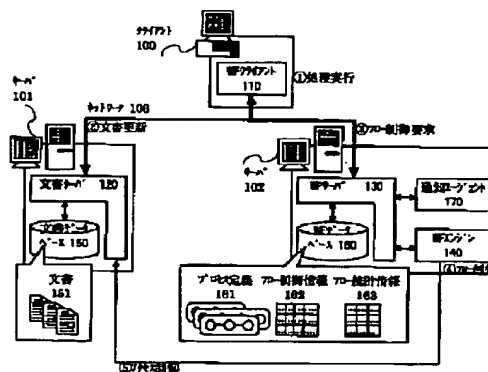 クライアント
100
WFクライアント
110
①処理実行
サーバ
101
ネットワーク 106
②文書更新
③フロー制御要求
サーバ
102
文書サーバ 120
文書データ
ベース 150
文書
151
WFサーバ 130
WFデータ
ベース 160
通知エージェント
170
WFエンジン
140
プロセス定義
161
フロー制御情報
162
フロー統計情報
163